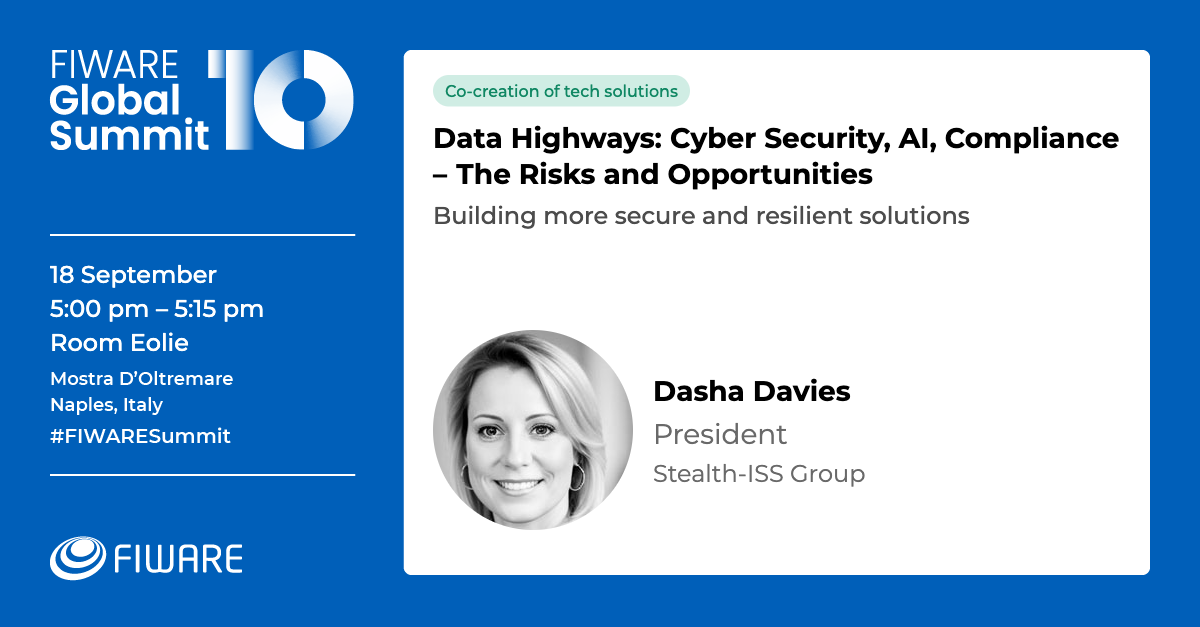 FIWARE
Global
Summit
10
18 September
5:00 pm – 5:15 pm
Room Eolie
Mostra D’Oltremare
Naples, Italy
#FIWARESummit
FIWARE
Co-creation of tech solutions
Data Highways: Cyber Security, AI, Compliance
– The Risks and Opportunities
Building more secure and resilient solutions
Dasha Davies
President
Stealth-ISS Group